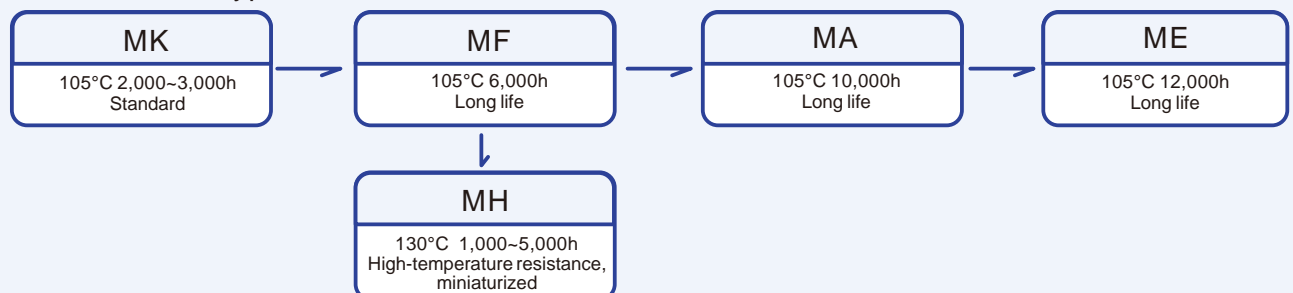 MK
105°C 2,000~3,000h
Standard
MF
105°C 6,000h
Long life
MA
105°C 10,000h
Long life
ME
105°C 12,000h
Long life
MH
130°C 1,000~5,000h
High-temperature resistance,
miniaturized